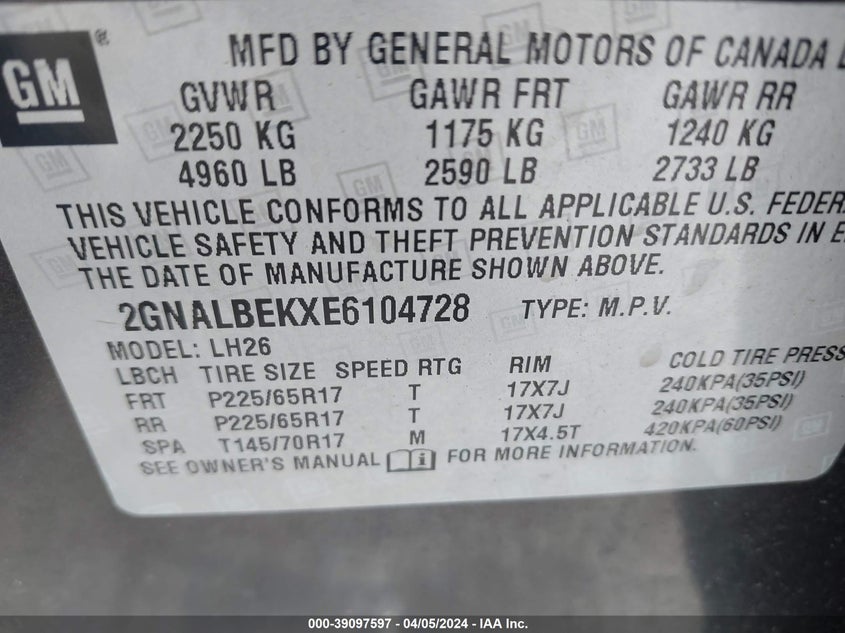 GM ®
MFD BY GENERAL MOTORS OF CANADA
GVWR GAWR FRT GAWR RR
2250 KG 1175 KG 1240 KG
4960 LB 2590 LB 2733 LB
THIS VEHICLE CONFORMS TO ALL APPLICABLE U.S. FEDER
VEHICLE SAFETY AND THEFT PREVENTION STANDARDS IN E
THE DATE OF MANUFACTURE SHOWN ABOVE.
2GNALBEKXE6104728 TYPE: M.P.V.
MODEL: LH26
LBCH TIRE SIZE SPEED RTG RIM COLD TIRE PRESS
FRT P225/65R17 T 17X7J 240KPA(35PSI)
RR P225/65R17 T 17X7J 240KPA(35PSI)
SPA T145/70R17 M 17X4.5T 420KPA(60PSI)
SEE OWNER'S MANUAL i FOR MORE INFORMATION.
000-39097597 - 04/05/2024 - IAA Inc.